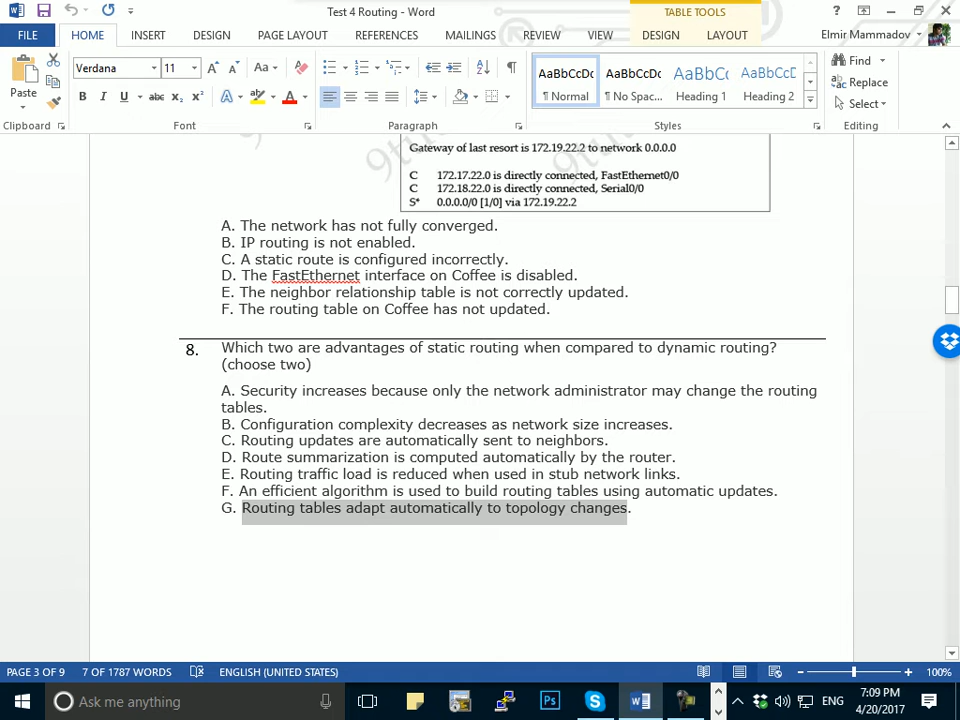 Test 4 Routing - Word
TABLE TOOLS
FILE HOME INSERT DESIGN PAGE LAYOUT REFERENCES MAILINGS REVIEW VIEW DESIGN LAYOUT Elmir Mammadov
Verdana 11 Aa AaBbCcDc AaBbCcDc AaBbC AaBbCcD Find
Replace
Paste B I U abc x₂ x² A A ¶ Normal ¶ No Spac... Heading 1 Heading 2 Select
Clipboard Font Paragraph Styles Editing
9tu 9tu
Gateway of last resort is 172.19.22.2 to network 0.0.0.0
C 172.17.22.0 is directly connected, FastEthernet0/0
C 172.18.22.0 is directly connected, Serial0/0
S* 0.0.0.0/0 [1/0] via 172.19.22.2
A. The network has not fully converged.
B. IP routing is not enabled.
C. A static route is configured incorrectly.
D. The FastEthernet interface on Coffee is disabled.
E. The neighbor relationship table is not correctly updated.
F. The routing table on Coffee has not updated.
8. Which two are advantages of static routing when compared to dynamic routing?
(choose two)
A. Security increases because only the network administrator may change the routing
tables.
B. Configuration complexity decreases as network size increases.
C. Routing updates are automatically sent to neighbors.
D. Route summarization is computed automatically by the router.
E. Routing traffic load is reduced when used in stub network links.
F. An efficient algorithm is used to build routing tables using automatic updates.
G. Routing tables adapt automatically to topology changes.
PAGE 3 OF 9 7 OF 1787 WORDS ENGLISH (UNITED STATES) 100%
Ask me anything ENG 7:09 PM
4/20/2017